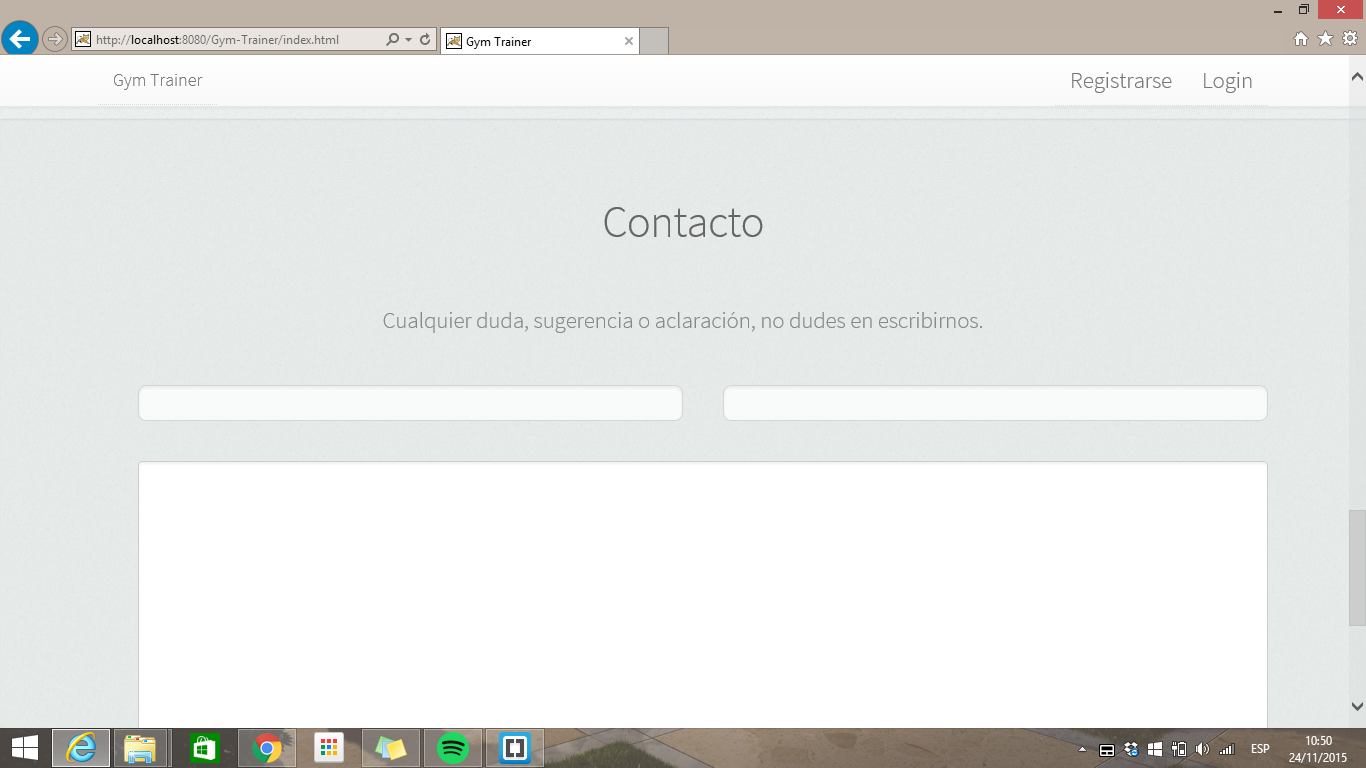 http://localhost:8080/Gym-Trainer/index.html
Gym Trainer
Gym Trainer
Registrarse
Login
Contacto
Cualquier duda, sugerencia o aclaración, no dudes en escribirnos.
ESP
10:50
24/11/2015